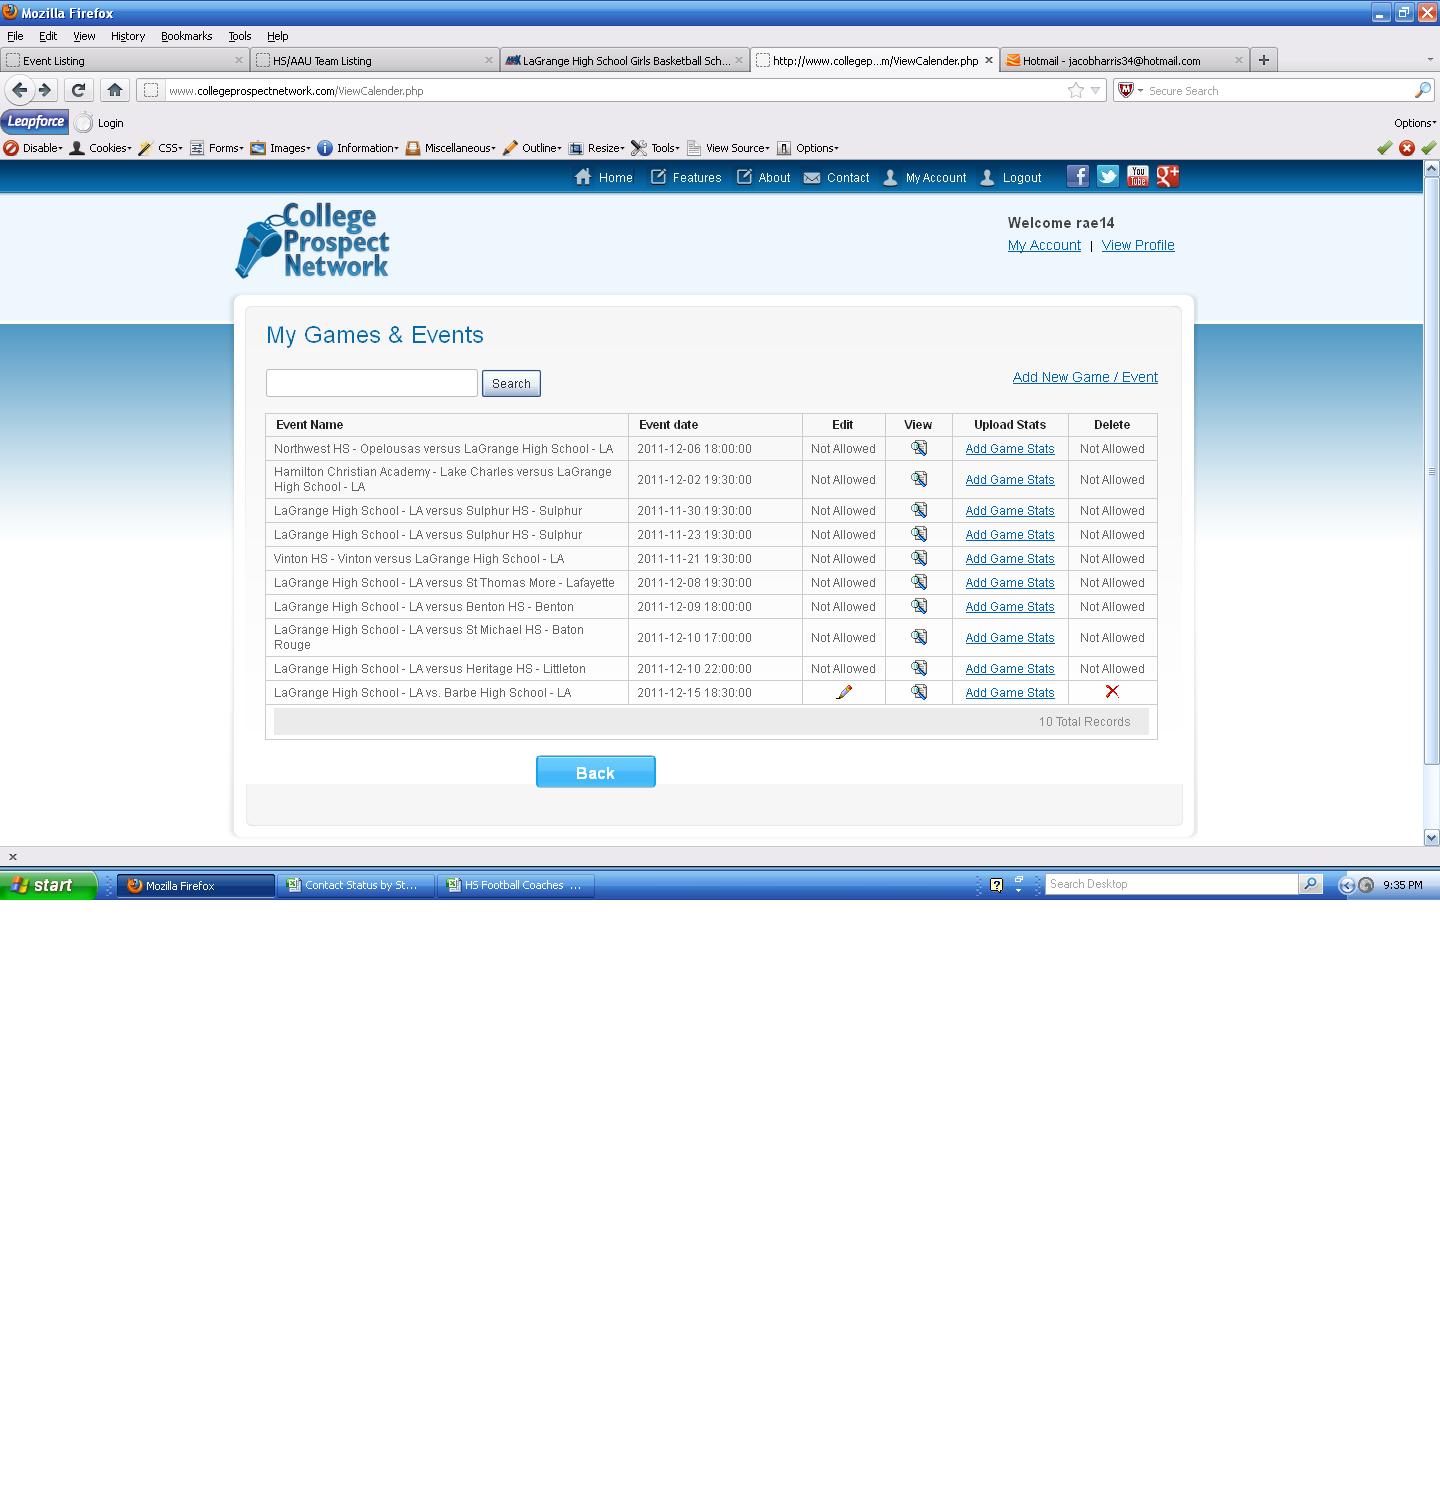 Mozilla Firefox
File Edit View History Bookmarks Tools Help
Event Listing HS/AAU Team Listing LaGrange High School Girls Basketball Sch... http://www.collegep...m/ViewCalender.php Hotmail - jacobharris34@hotmail.com
www.collegeprospectnetwork.com/ViewCalender.php Secure Search
Leapforce Login Options
Disable Cookies CSS Forms Images Information Miscellaneous Outline Resize Tools View Source Options
Home Features About Contact My Account Logout You Tube
College Prospect Network
Welcome rae14
My Account | View Profile
My Games & Events
Search Add New Game / Event
Event Name Event date Edit View Upload Stats Delete
Northwest HS - Opelousas versus LaGrange High School - LA 2011-12-06 18:00:00 Not Allowed Add Game Stats Not Allowed
Hamilton Christian Academy - Lake Charles versus LaGrange
High School - LA 2011-12-02 19:30:00 Not Allowed Add Game Stats Not Allowed
LaGrange High School - LA versus Sulphur HS - Sulphur 2011-11-30 19:30:00 Not Allowed Add Game Stats Not Allowed
LaGrange High School - LA versus Sulphur HS - Sulphur 2011-11-23 19:30:00 Not Allowed Add Game Stats Not Allowed
Vinton HS - Vinton versus LaGrange High School - LA 2011-11-21 19:30:00 Not Allowed Add Game Stats Not Allowed
LaGrange High School - LA versus St Thomas More - Lafayette 2011-12-08 19:30:00 Not Allowed Add Game Stats Not Allowed
LaGrange High School - LA versus Benton HS - Benton 2011-12-09 18:00:00 Not Allowed Add Game Stats Not Allowed
LaGrange High School - LA versus St Michael HS - Baton
Rouge 2011-12-10 17:00:00 Not Allowed Add Game Stats Not Allowed
LaGrange High School - LA versus Heritage HS - Littleton 2011-12-10 22:00:00 Not Allowed Add Game Stats Not Allowed
LaGrange High School - LA vs. Barbe High School - LA 2011-12-15 18:30:00 Add Game Stats
10 Total Records
Back
start Mozilla Firefox Contact Status by St... HS Football Coaches ... Search Desktop 9:35 PM